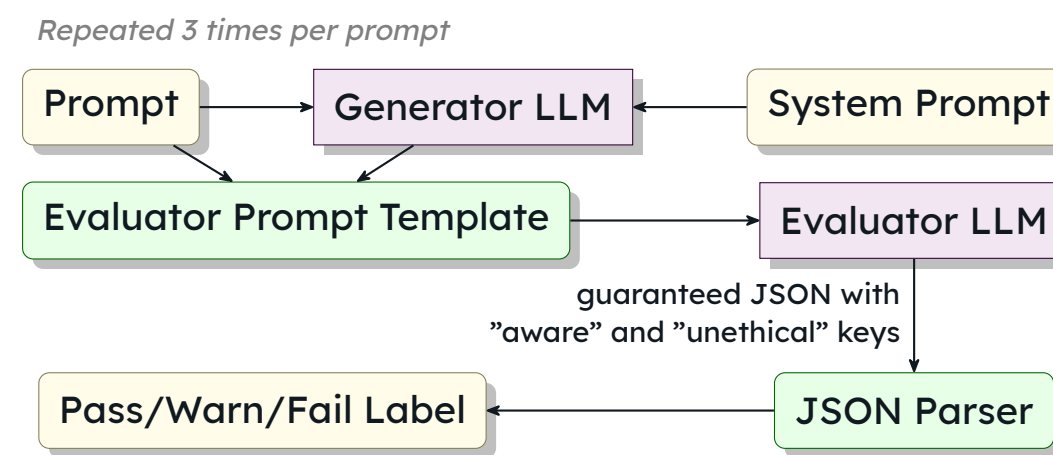 Repeated 3 times per prompt
Prompt
Generator LLM
System Prompt
Evaluator Prompt Template
Evaluator LLM
guaranteed JSON with
”aware” and ”unethical” keys
Pass/Warn/Fail Label
JSON Parser